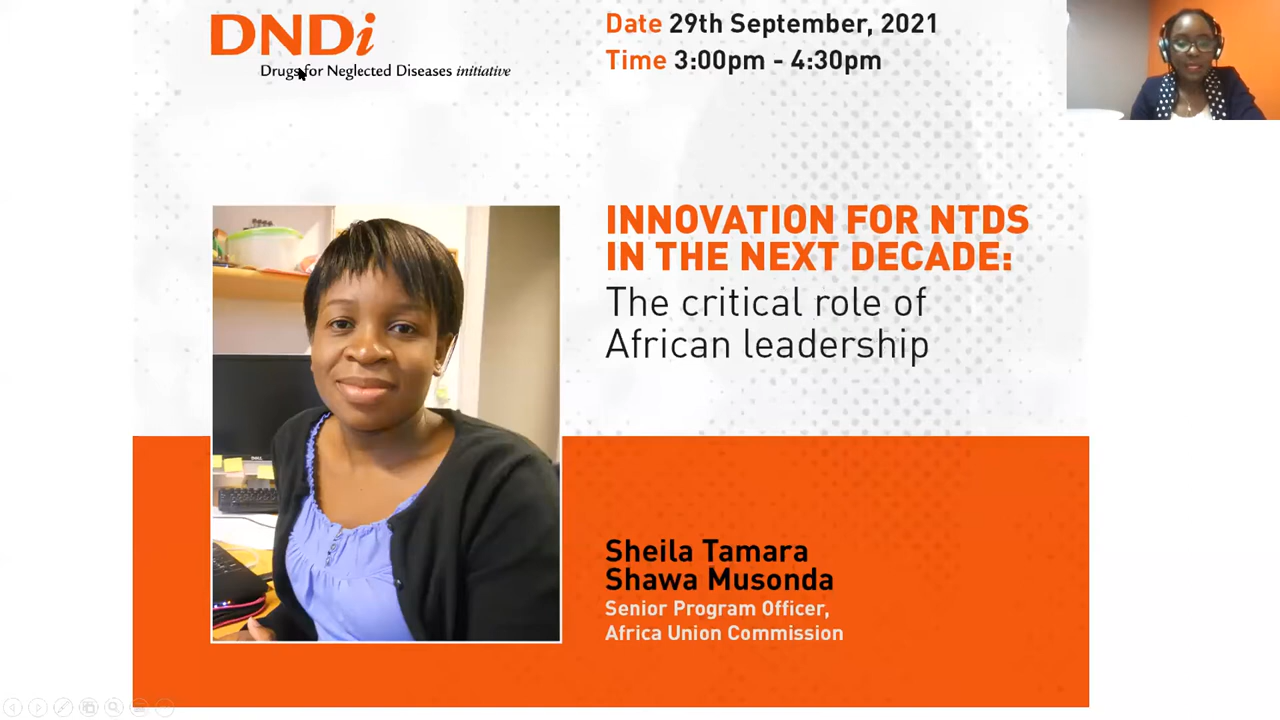 DNDi
Drugs for Neglected Diseases initiative
Date 29th September, 2021
Time 3:00pm - 4:30pm
INNOVATION FOR NTDS
IN THE NEXT DECADE:
The critical role of
African leadership
Sheila Tamara
Shawa Musonda
Senior Program Officer,
Africa Union Commission
DELL